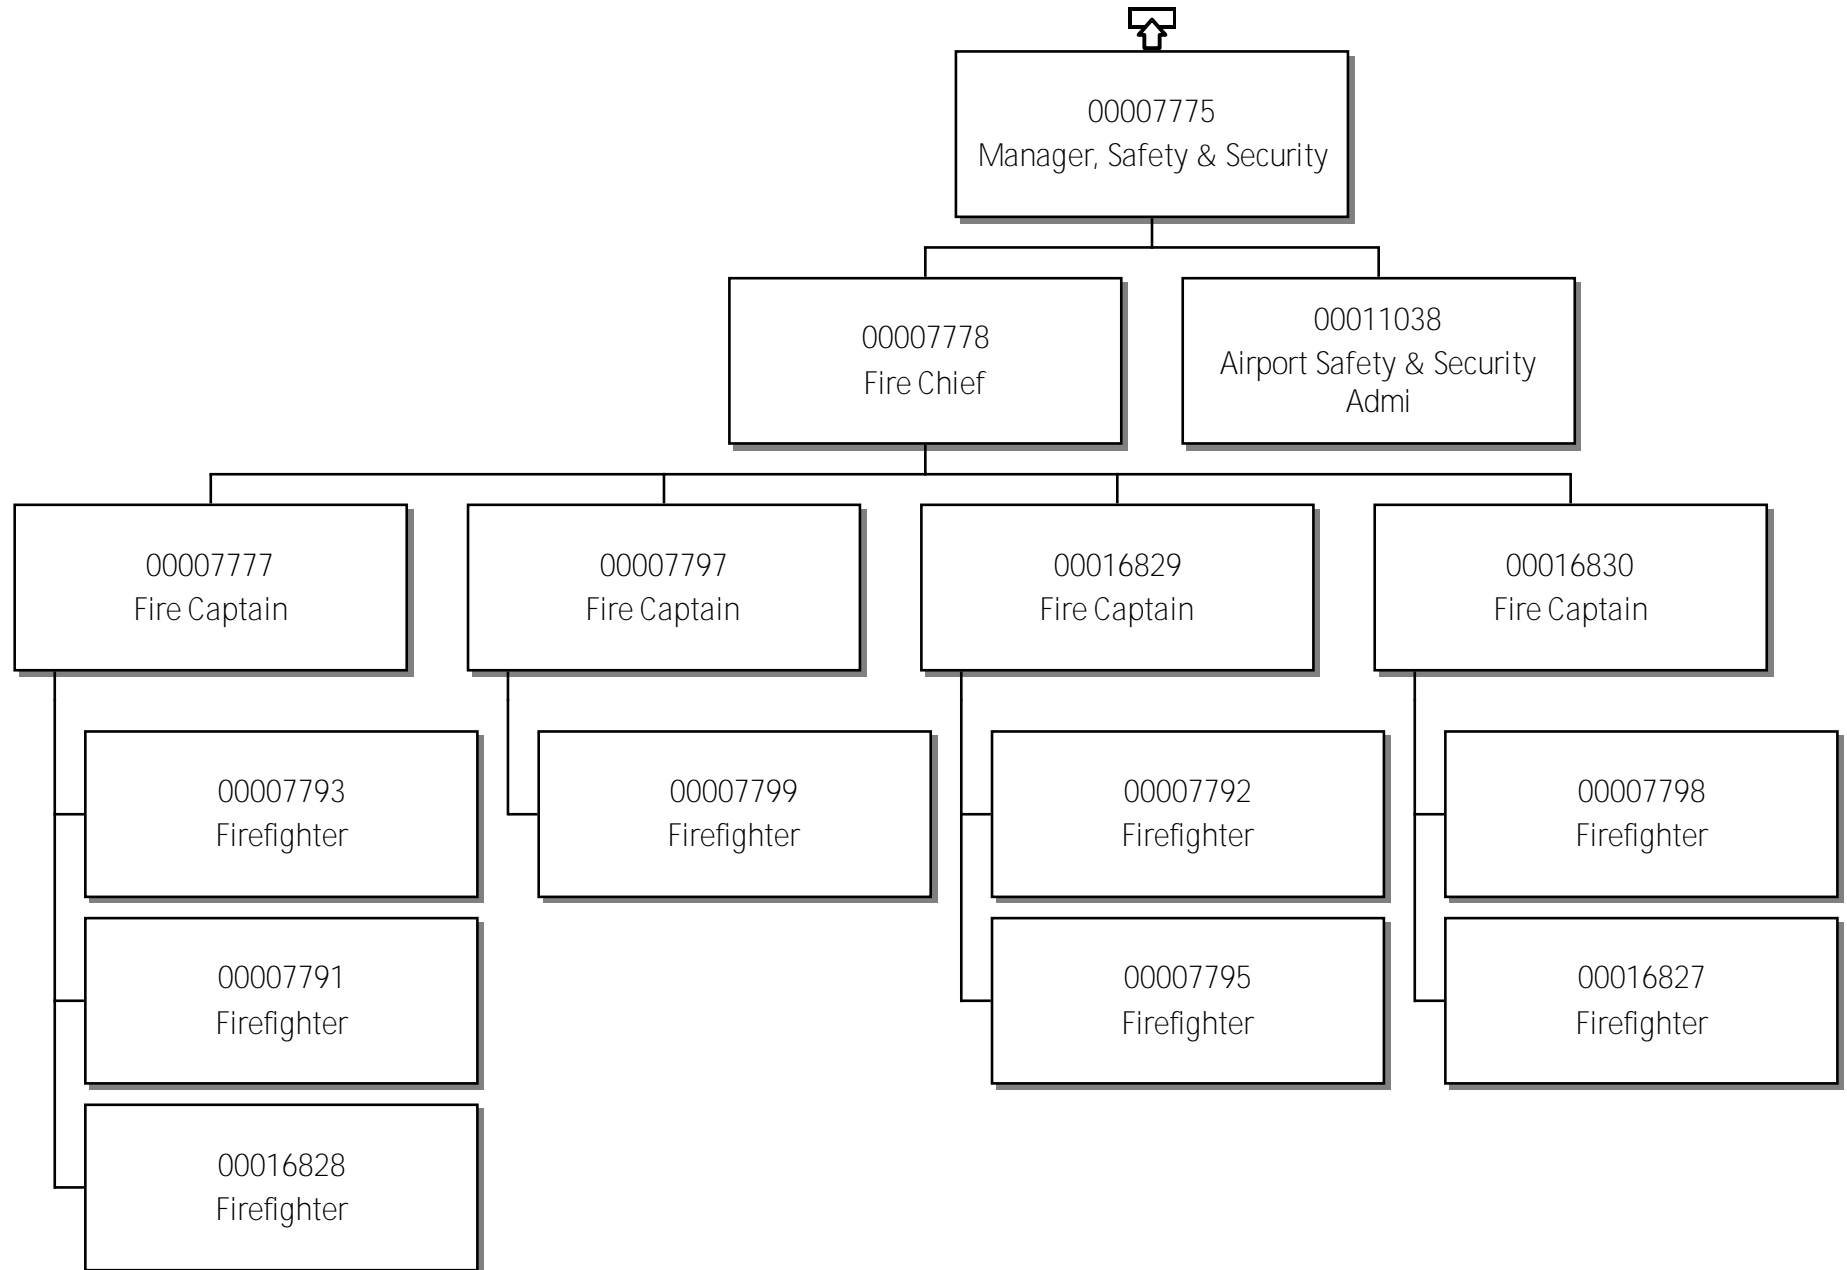 00007775
Manager, Safety & Security
00007778
Fire Chief
00011038
Airport Safety & Security
Admi
00007777
Fire Captain
00007797
Fire Captain
00016829
Fire Captain
00016830
Fire Captain
00007793
Firefighter
00007799
Firefighter
00007792
Firefighter
00007798
Firefighter
00007791
Firefighter
00007795
Firefighter
00016827
Firefighter
00016828
Firefighter